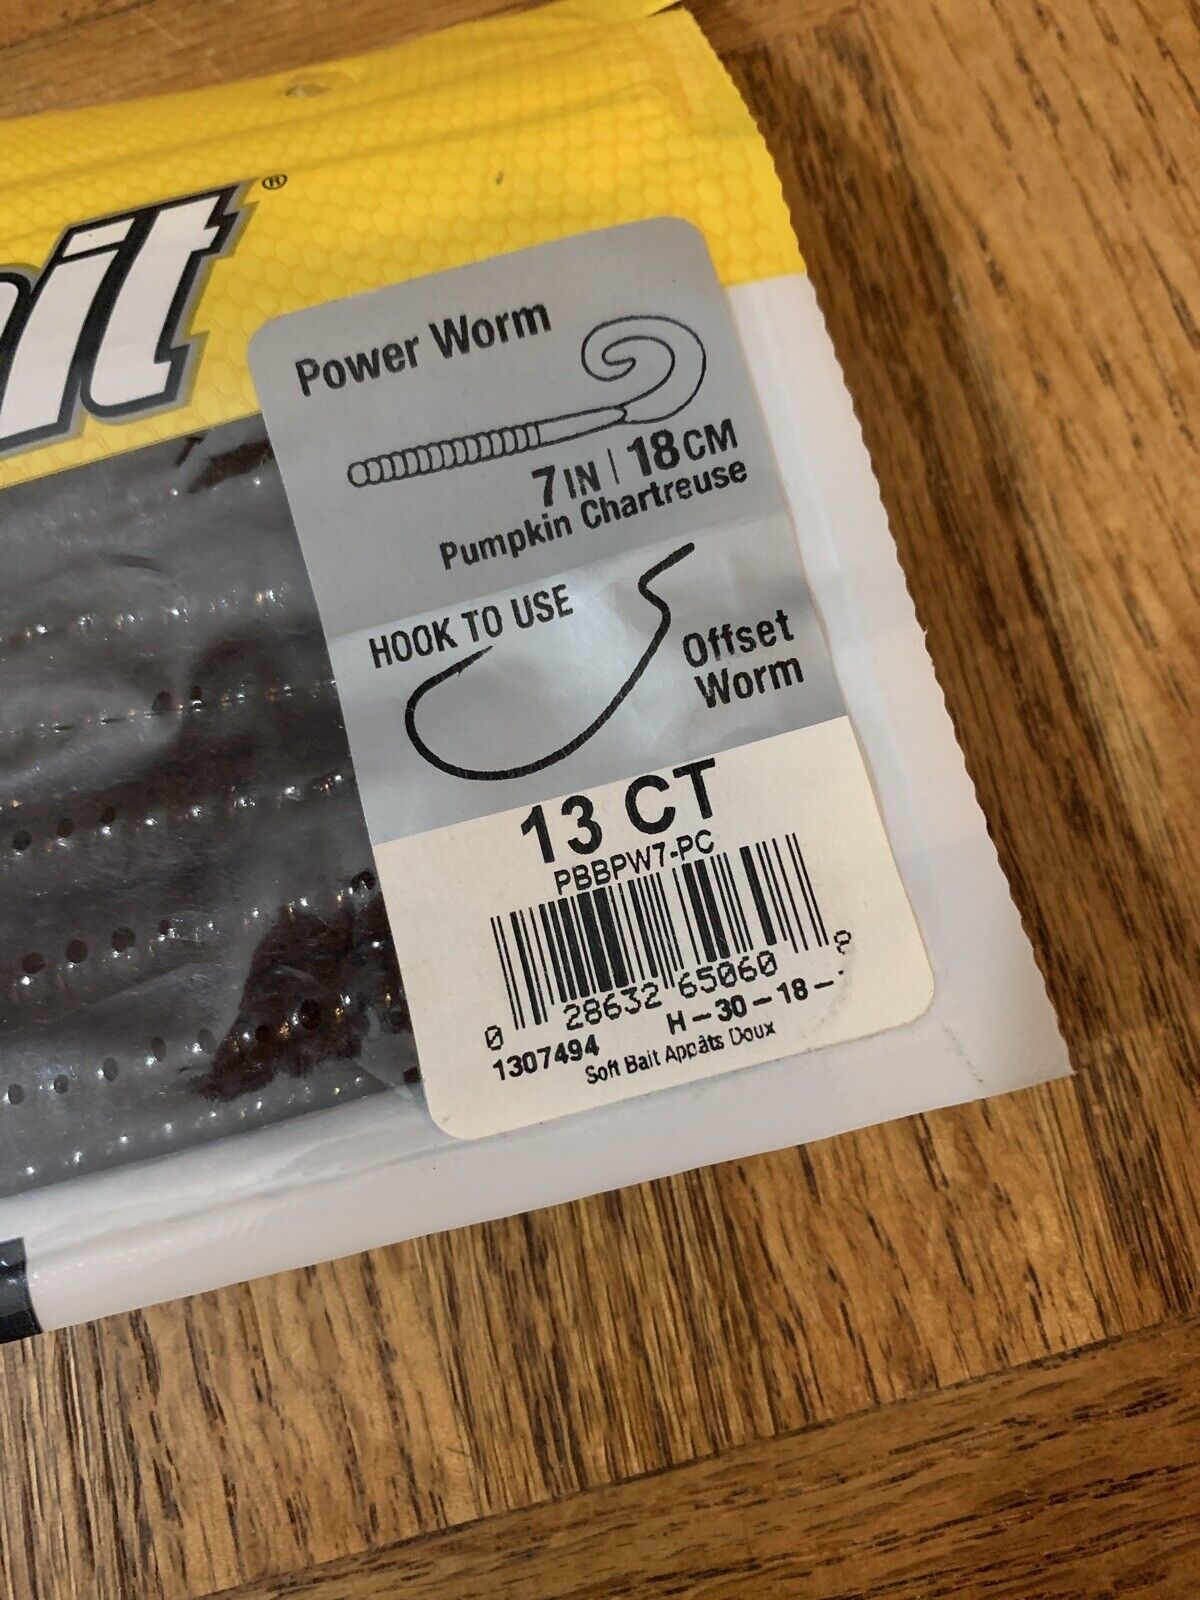 it®
Power Worm
7 IN | 18 CM
Pumpkin Chartreuse
HOOK TO USE
Offset
Worm
13 CT
PBBPW7-PC
0 28632 65060
1307494 H-30-18-
Soft Bait Appâts Doux